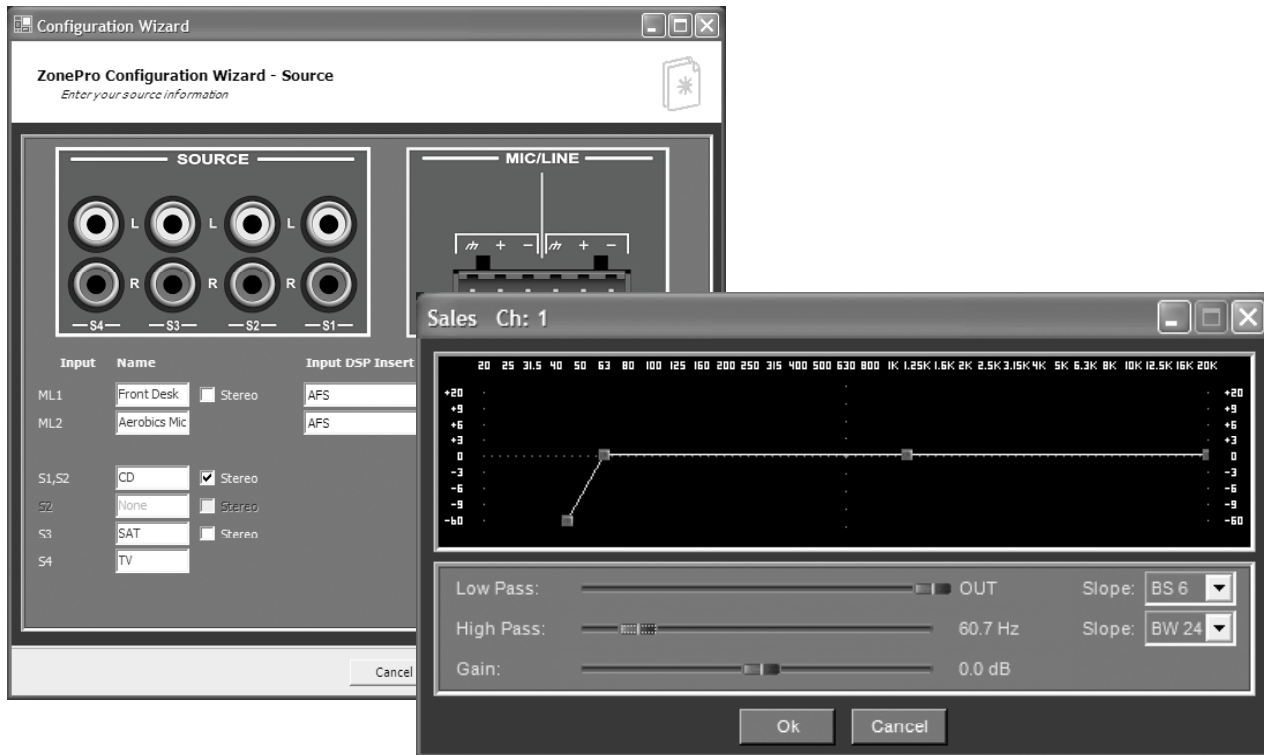 Configuration Wizard
ZonePro Configuration Wizard - Source
Enter your source information
SOURCE
MIC/LINE
L L L
+ - + -
R R R
S4 S3 S2 S1
Input Name Input DSP Insert
ML1 Front Desk Stereo AFS
ML2 Aerobics Mic AFS
S1,S2 CD Stereo
S2 None Stereo
S3 SAT Stereo
S4 TV
Cancel
Sales Ch: 1
20 25 31.5 40 50 63 80 100 125 160 200 250 315 400 500 630 800 1K 1.25K 1.6K 2K 2.5K 3.15K 4K 5K 6.3K 8K 10K 12.5K 16K 20K
+20 +20
+9 +9
+6 +6
+3 +3
0 0
-3 -3
-6 -6
-9 -9
-60 -60
Low Pass: OUT Slope: BS 6
High Pass: 60.7 Hz Slope: BW 24
Gain: 0.0 dB
Ok Cancel